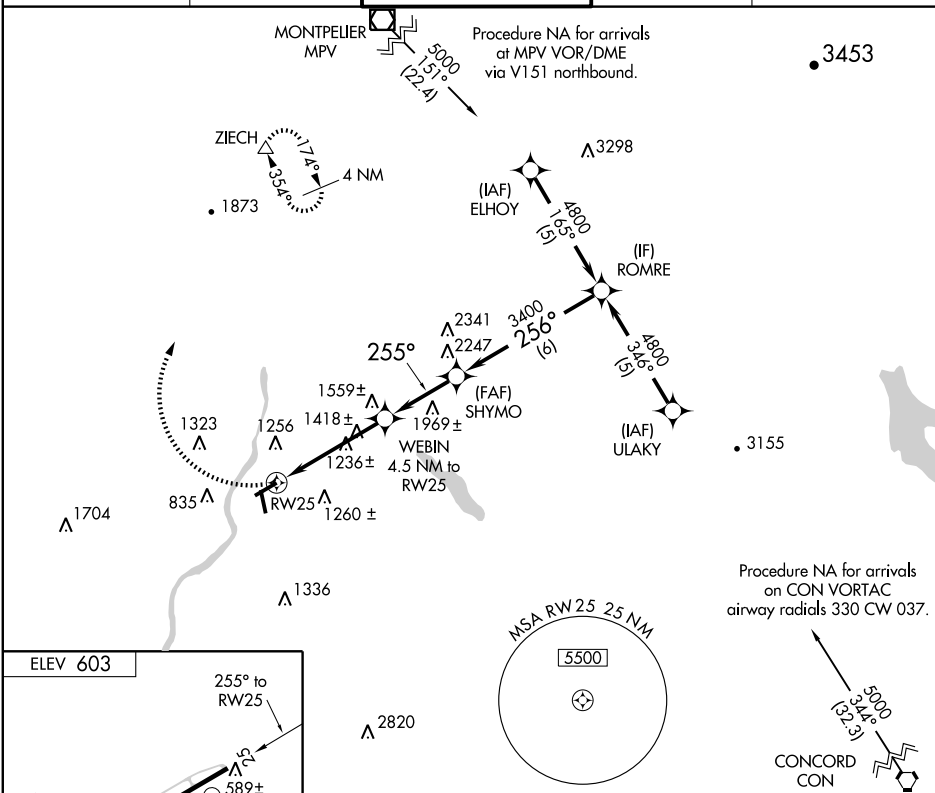 MONTPELIER
MPV
5000
151°
(22.4)
Procedure NA for arrivals
at MPV VOR/DME
via V151 northbound.
3453
ZIECH
174°
354°
4 NM
1873
3298
(IAF)
ELHOY
4800
165°
(5)
(IF)
ROMRE
3400
256°
(6)
2341
2247
255°
4800
346°
(5)
(FAF)
SHYMO
1559±
1418±
1969±
(IAF)
ULAKY
3155
1323
1256
1236±
WEBIN
4.5 NM to
RW25
835
RW25
1260 ±
1704
1336
Procedure NA for arrivals
on CON VORTAC
airway radials 330 CW 037.
MSA RW25 25 NM
5500
ELEV 603
255° to
RW25
25
589±
2820
5000
344°
(32.3)
CONCORD
CON